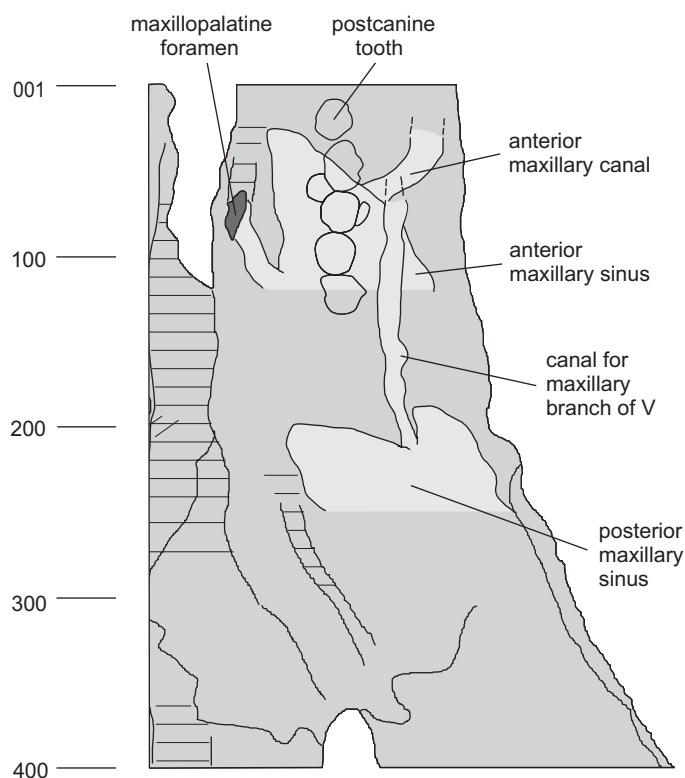 maxillopalatine
foramen
postcanine
tooth
001
anterior
maxillary canal
100
anterior
maxillary sinus
canal for
maxillary
branch of V
200
posterior
maxillary
sinus
300
400